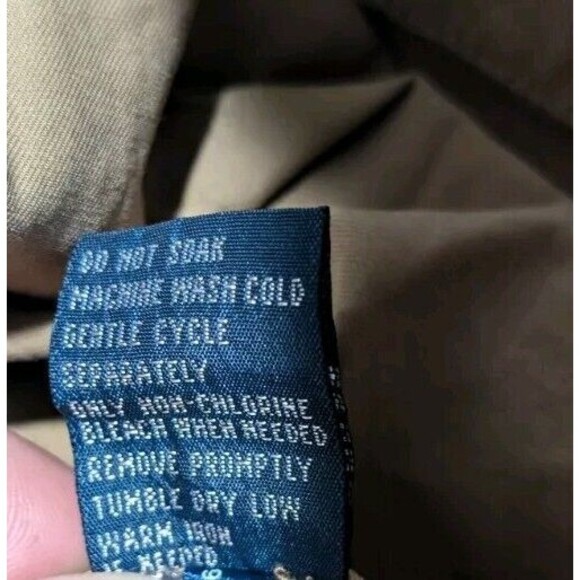 DO NOT SOAK
MACHINE WASH COLD
GENTLE CYCLE
SEPARATELY
ONLY NON-CHLORINE
BLEACH WHEN NEEDED
REMOVE PROMPTLY
TUMBLE DRY LOW
WARM IRON
IF NEEDED